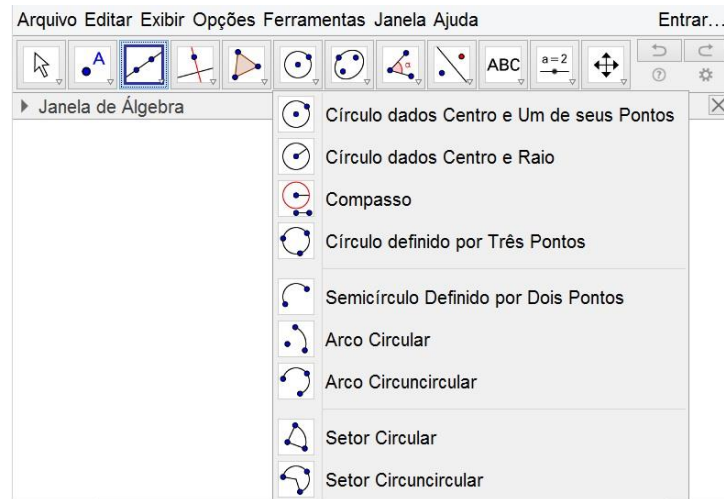 Arquivo Editar Exibir Opções Ferramentas Janela Ajuda Entrar...
A α ABC a=2
Janela de Álgebra
Círculo dados Centro e Um de seus Pontos
Círculo dados Centro e Raio
Compasso
Círculo definido por Três Pontos
Semicírculo Definido por Dois Pontos
Arco Circular
Arco Circuncircular
Setor Circular
Setor Circuncircular